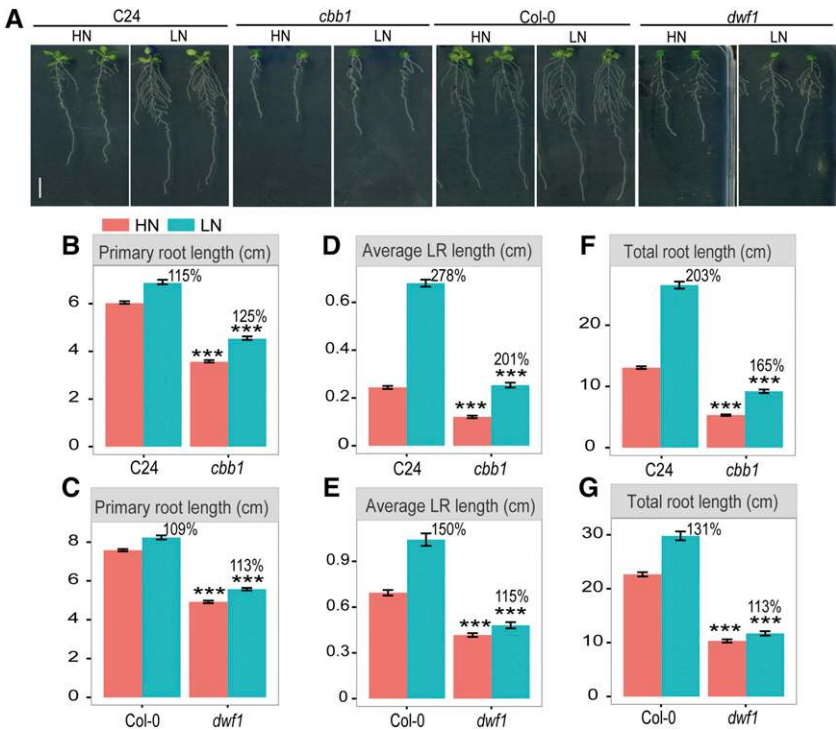 A
C24 cbb1 Col-0 dwf1
HN LN HN LN HN LN HN LN
HN LN
B
Primary root length (cm)
6
4
2
0
115%
125%
***
***
C24 cbb1
D
Average LR length (cm)
0.6
0.4
0.2
0
278%
201%
***
***
C24 cbb1
F
Total root length (cm)
20
10
0
203%
165%
***
***
C24 cbb1
C
Primary root length (cm)
8
6
4
2
0
109%
113%
***
***
Col-0 dwf1
E
Average LR length (cm)
0.9
0.6
0.3
0
150%
115%
***
***
Col-0 dwf1
G
Total root length (cm)
30
20
10
0
131%
113%
***
***
Col-0 dwf1